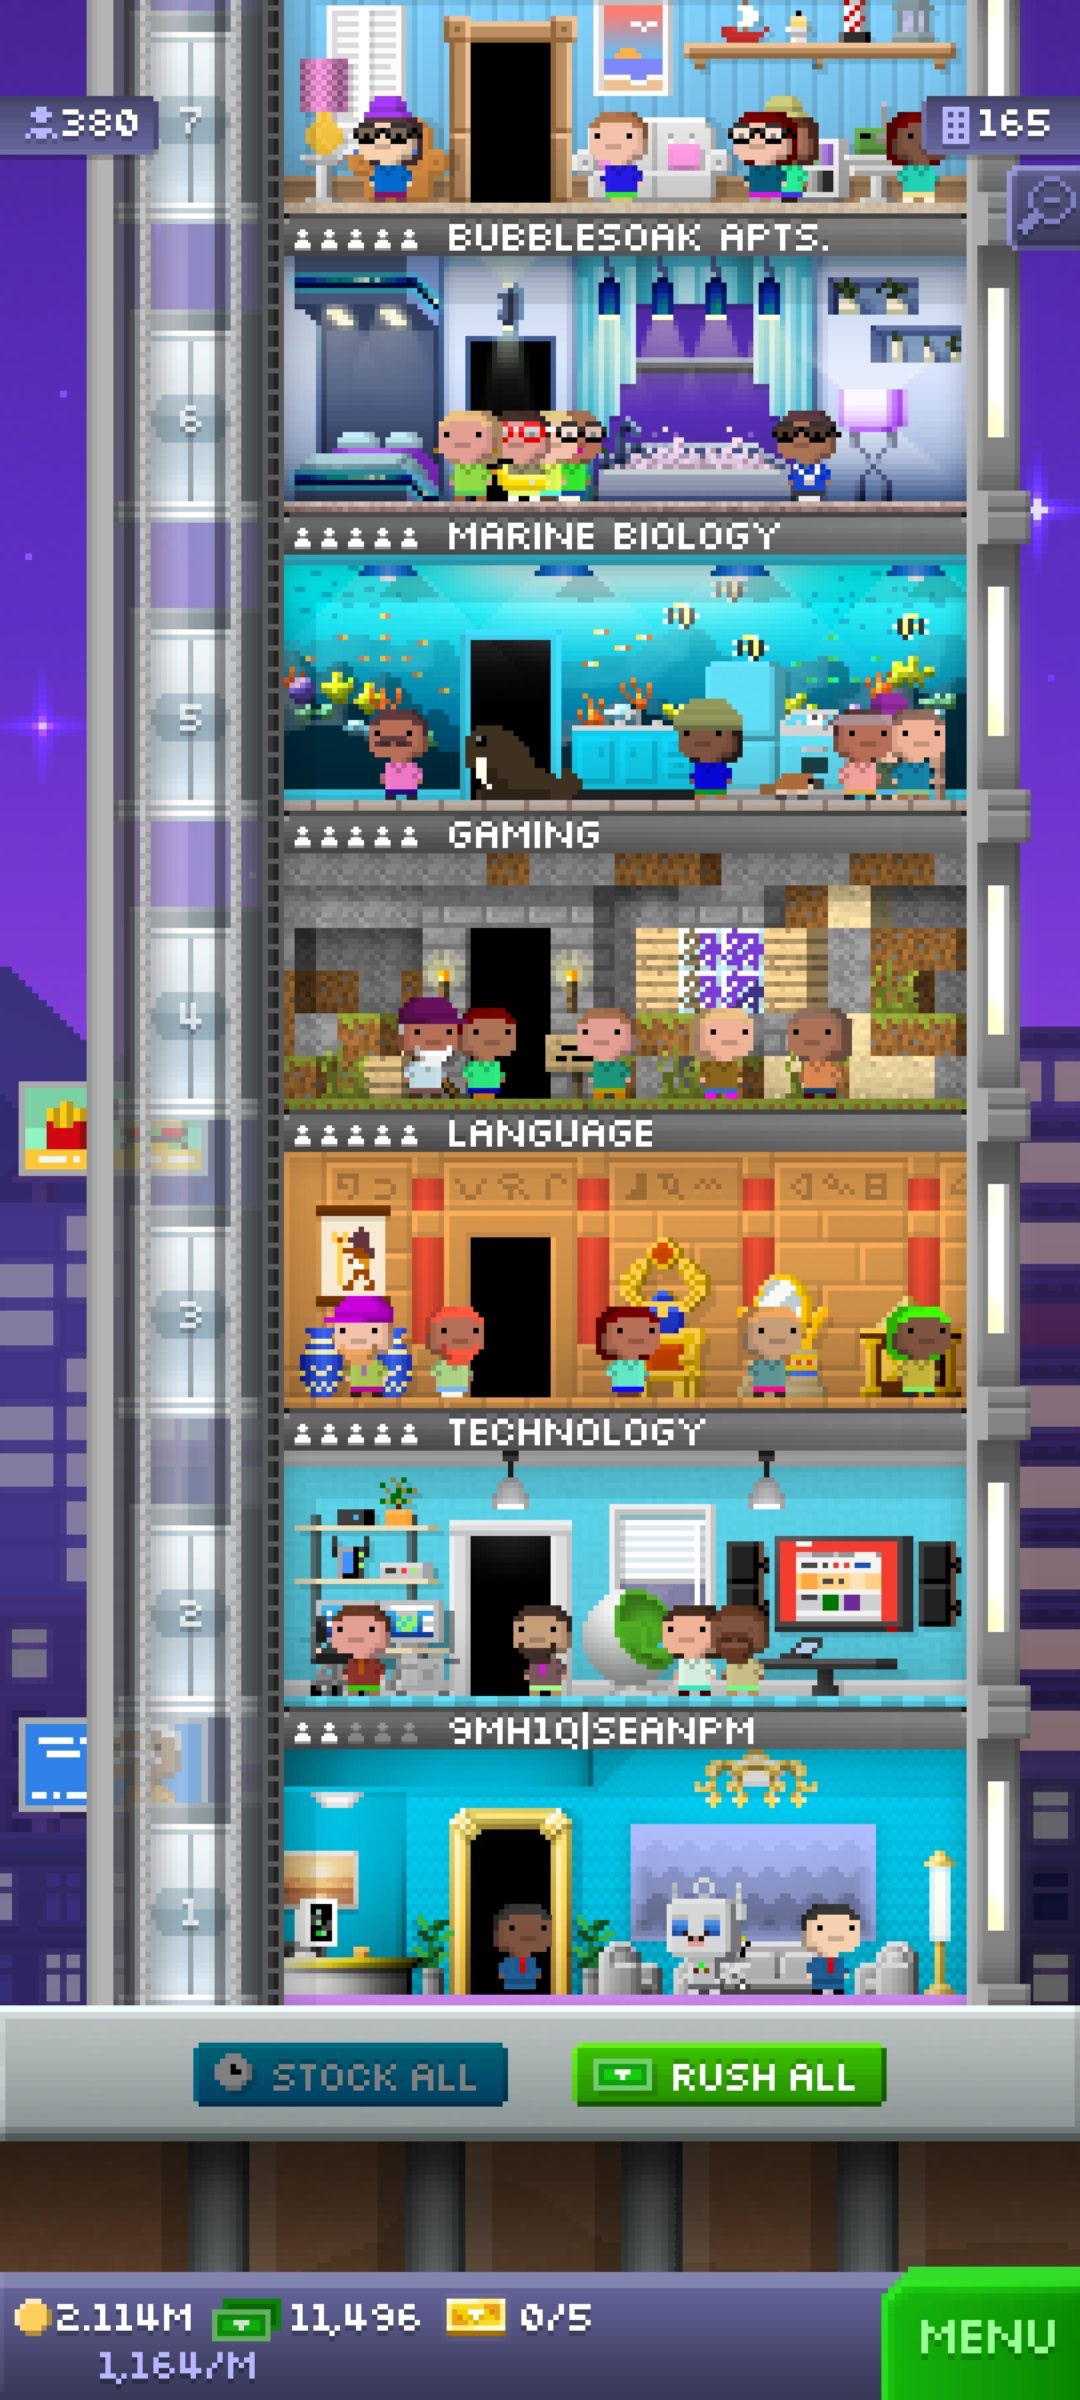 7
380
165
BUBBLESOAK APTS.
6
MARINE BIOLOGY
5
GAMING
4
LANGUAGE
3
TECHNOLOGY
2
9MH1Q|SEANPM
1
STOCK ALL
RUSH ALL
2.114M
11,496
0/5
1,164/M
MENU